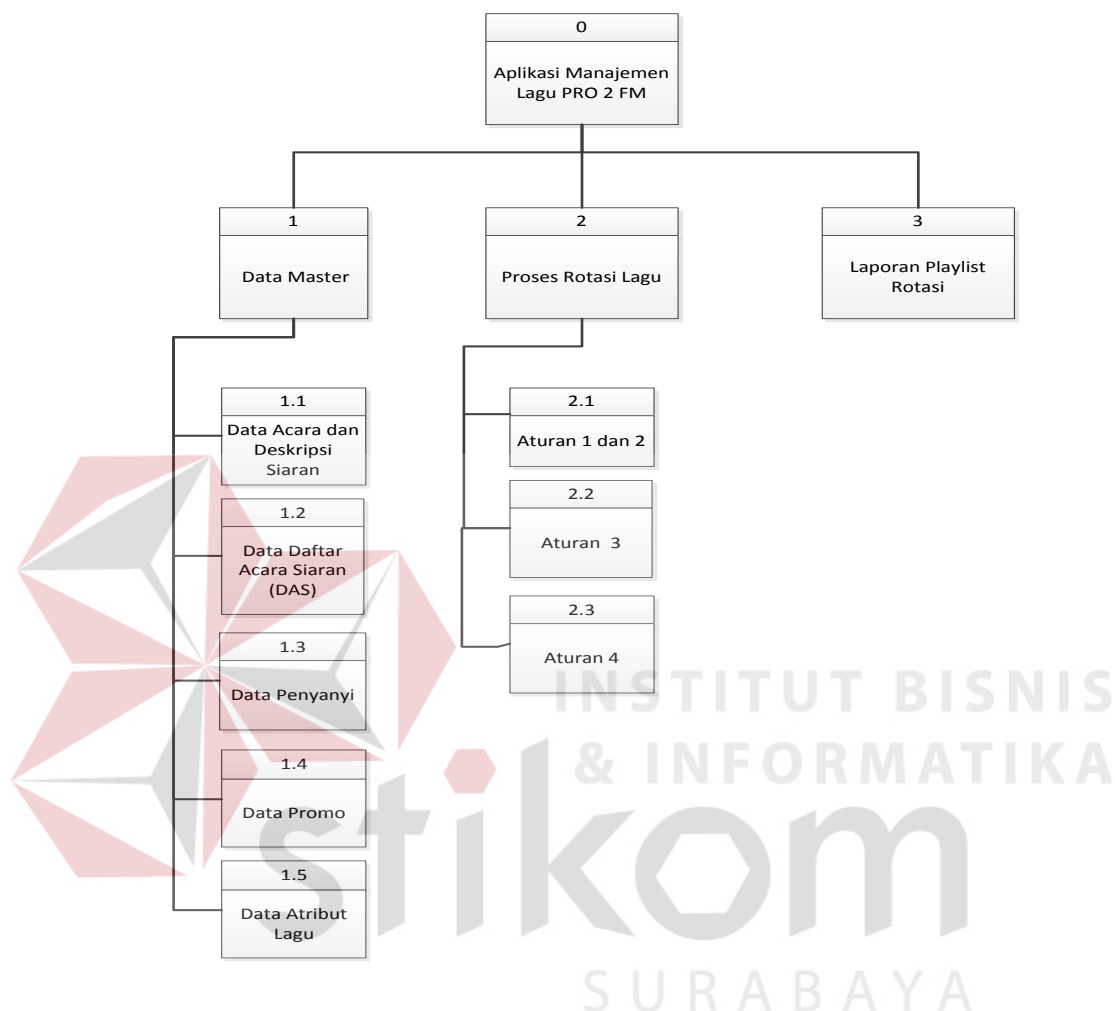 0
Aplikasi Manajemen
Lagu PRO 2 FM
1
Data Master
2
Proses Rotasi Lagu
3
Laporan Playlist
Rotasi
1.1
Data Acara dan
Deskripsi
Siaran
1.2
Data Daftar
Acara Siaran
(DAS)
1.3
Data Penyanyi
1.4
Data Promo
1.5
Data Atribut
Lagu
2.1
Aturan 1 dan 2
2.2
Aturan 3
2.3
Aturan 4
INSTITUT BISNIS
& INFORMATIKA
stikom
SURABAYA